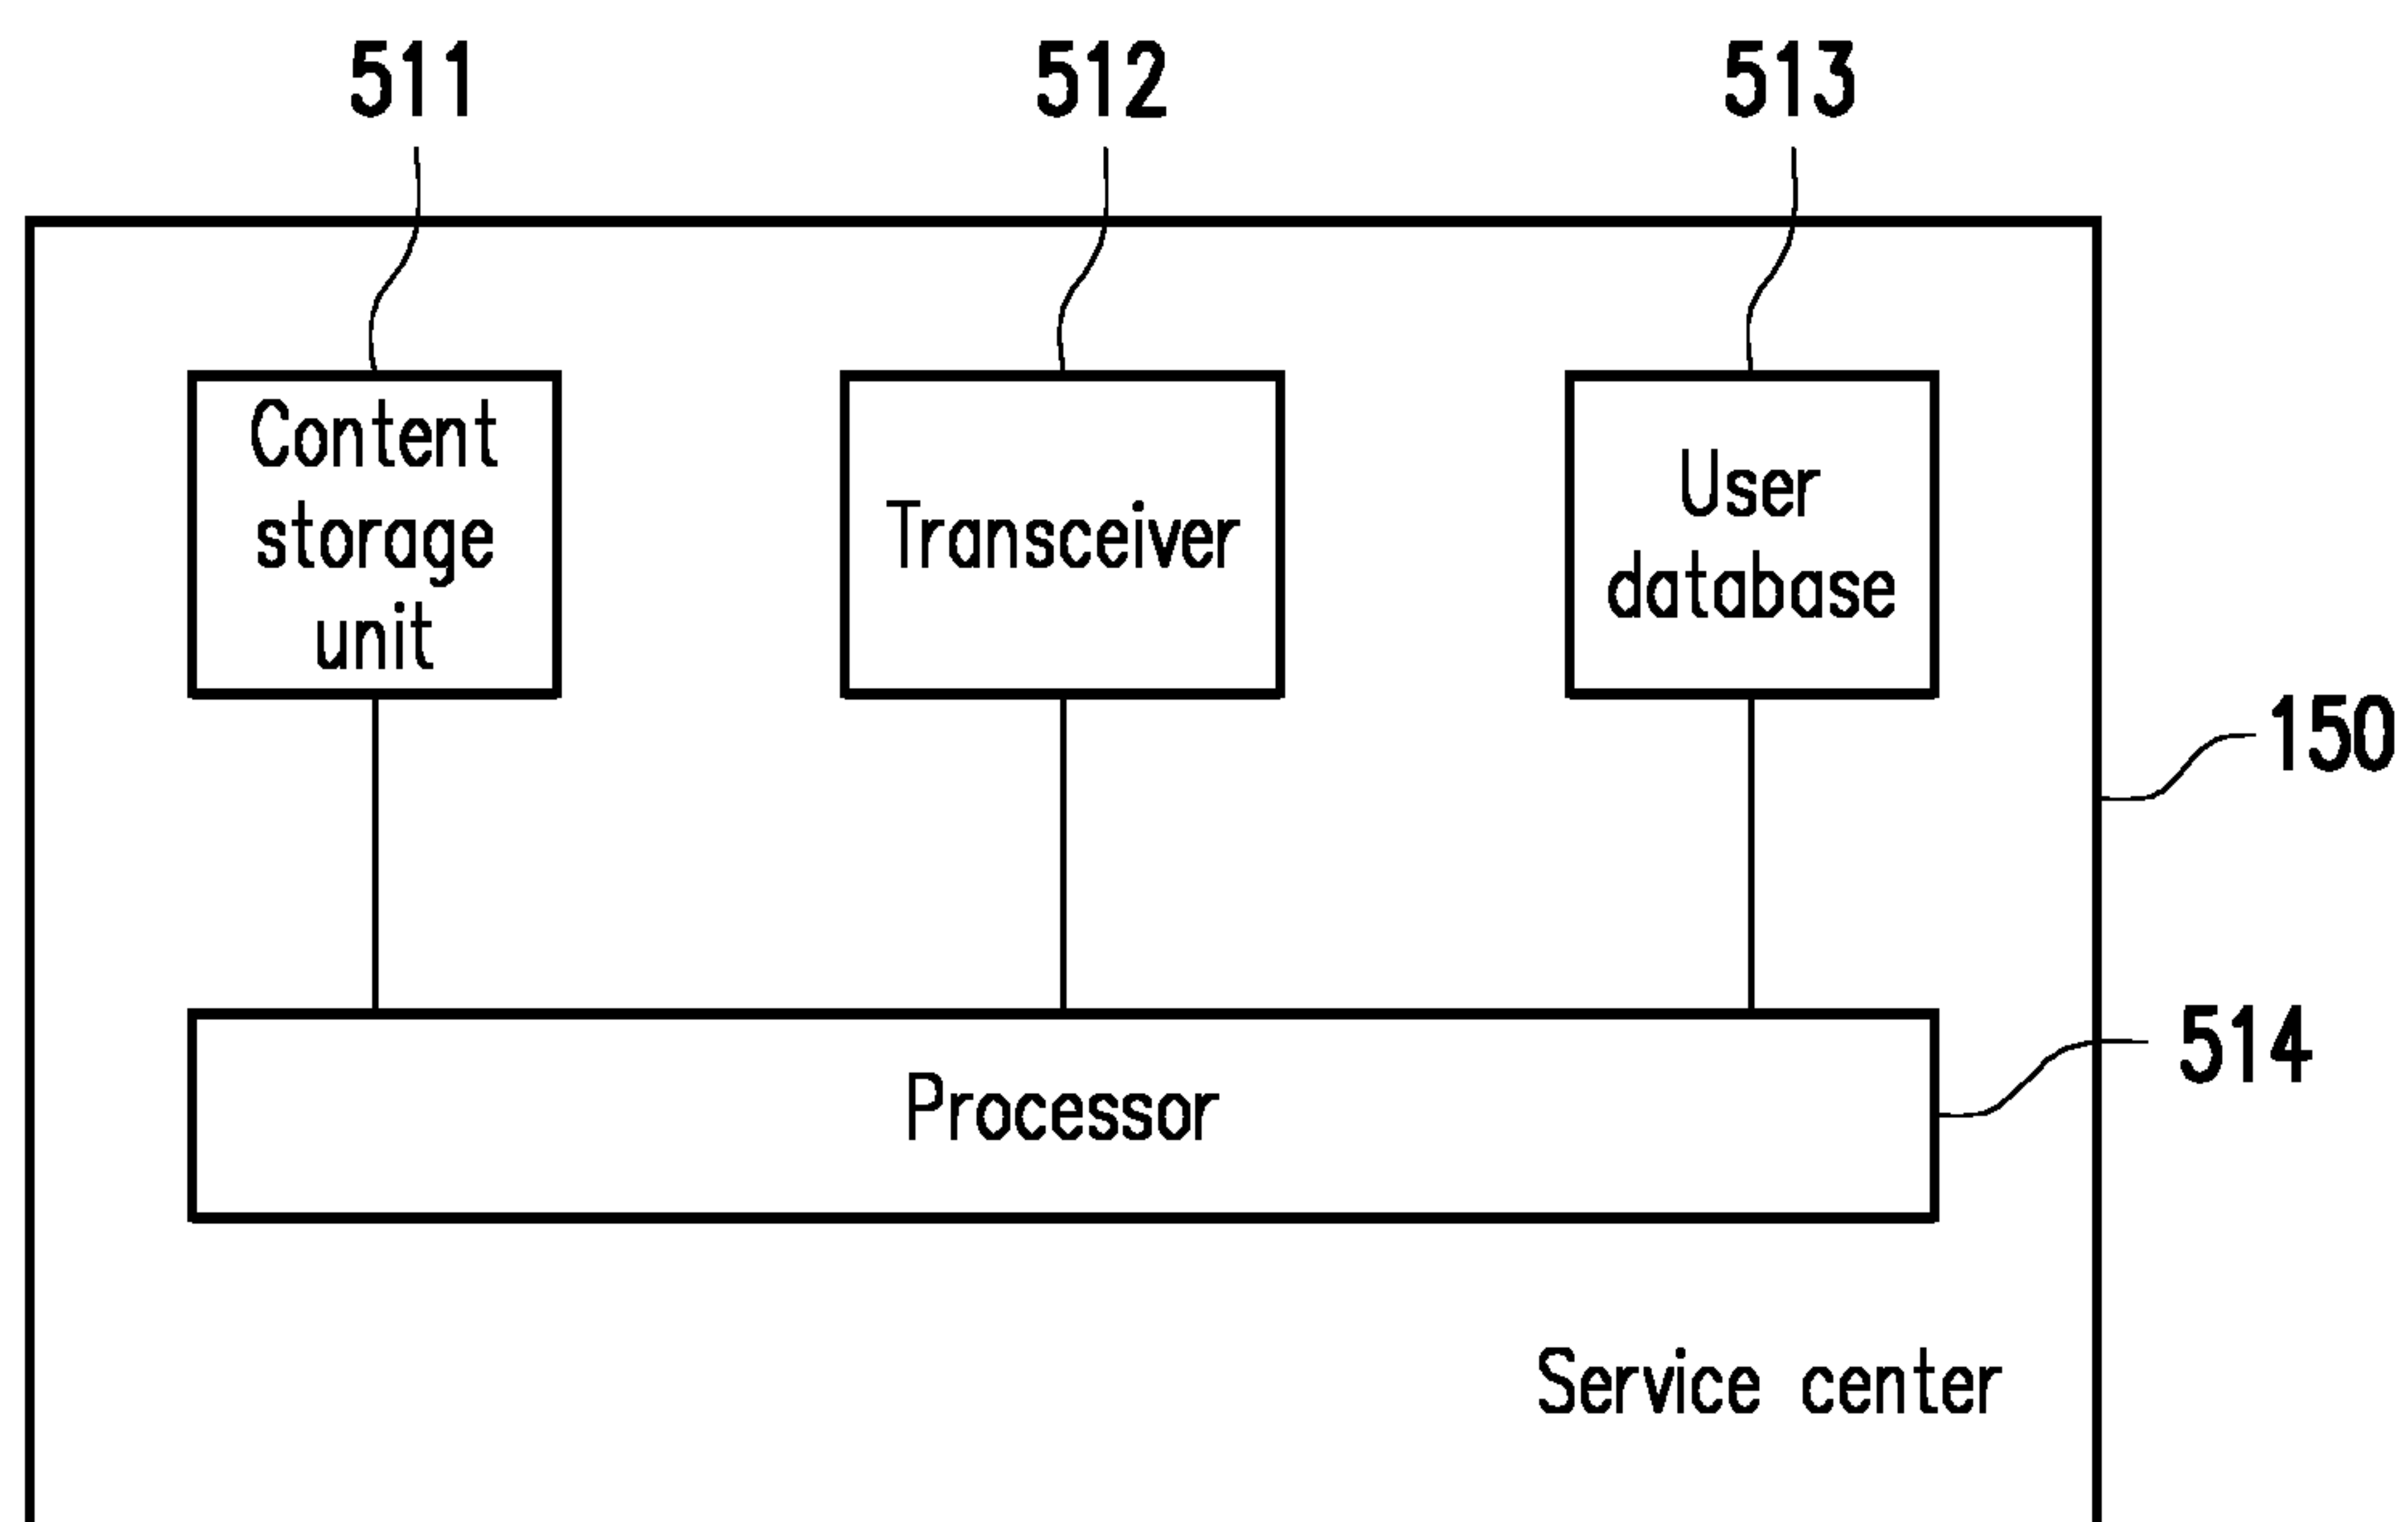 511
512
513
Content
storage
unit
Transceiver
User
database
150
514
Processor
Service center